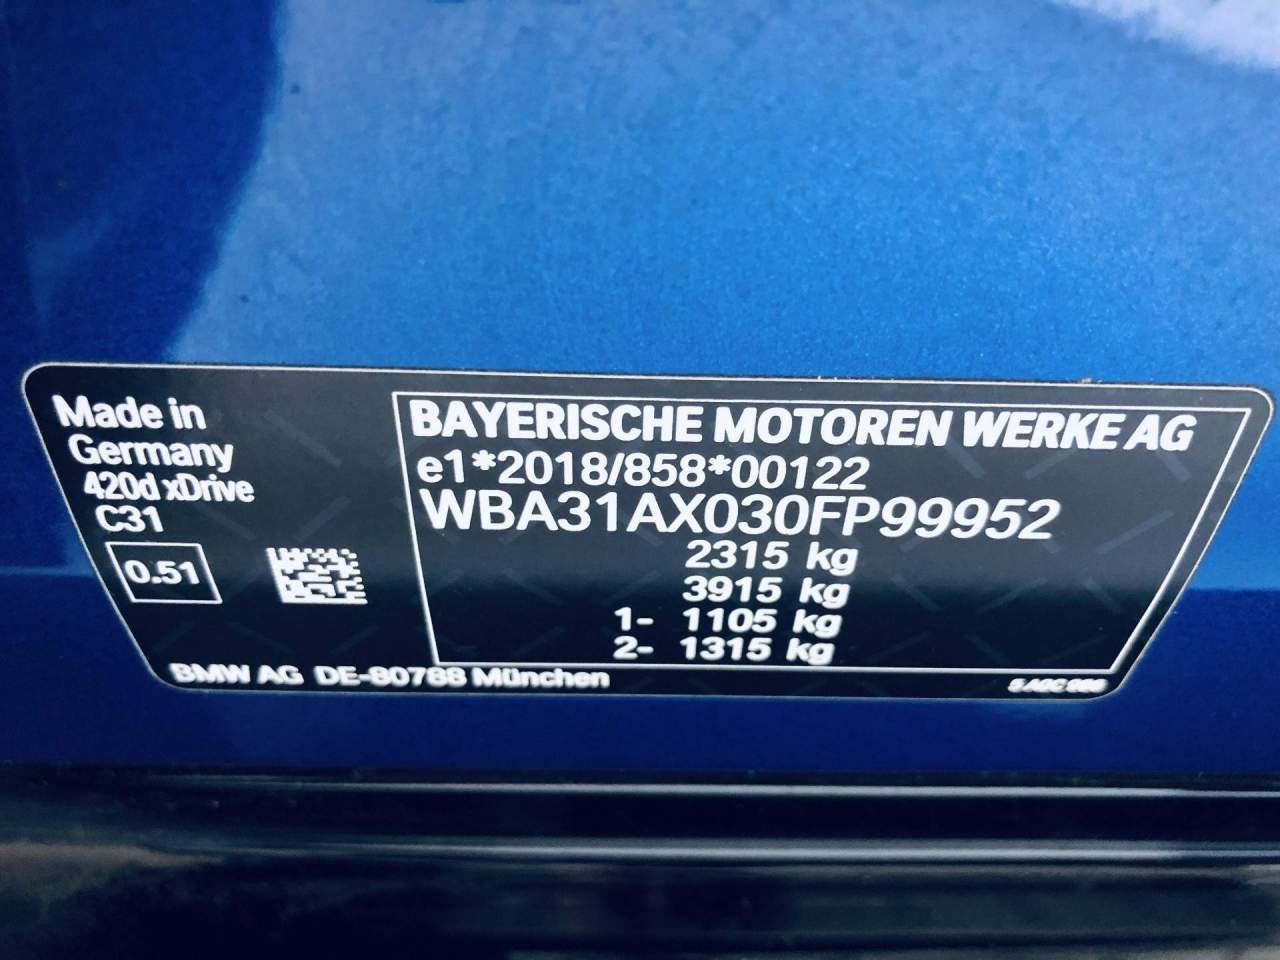 Made in
Germany
420d xDrive
C31
0.51
BAYERISCHE MOTOREN WERKE AG
e1*2018/858*00122
WBA31AX030FP99952
2315 kg
3915 kg
1- 1105 kg
2- 1315 kg
BMW AG DE-80788 München